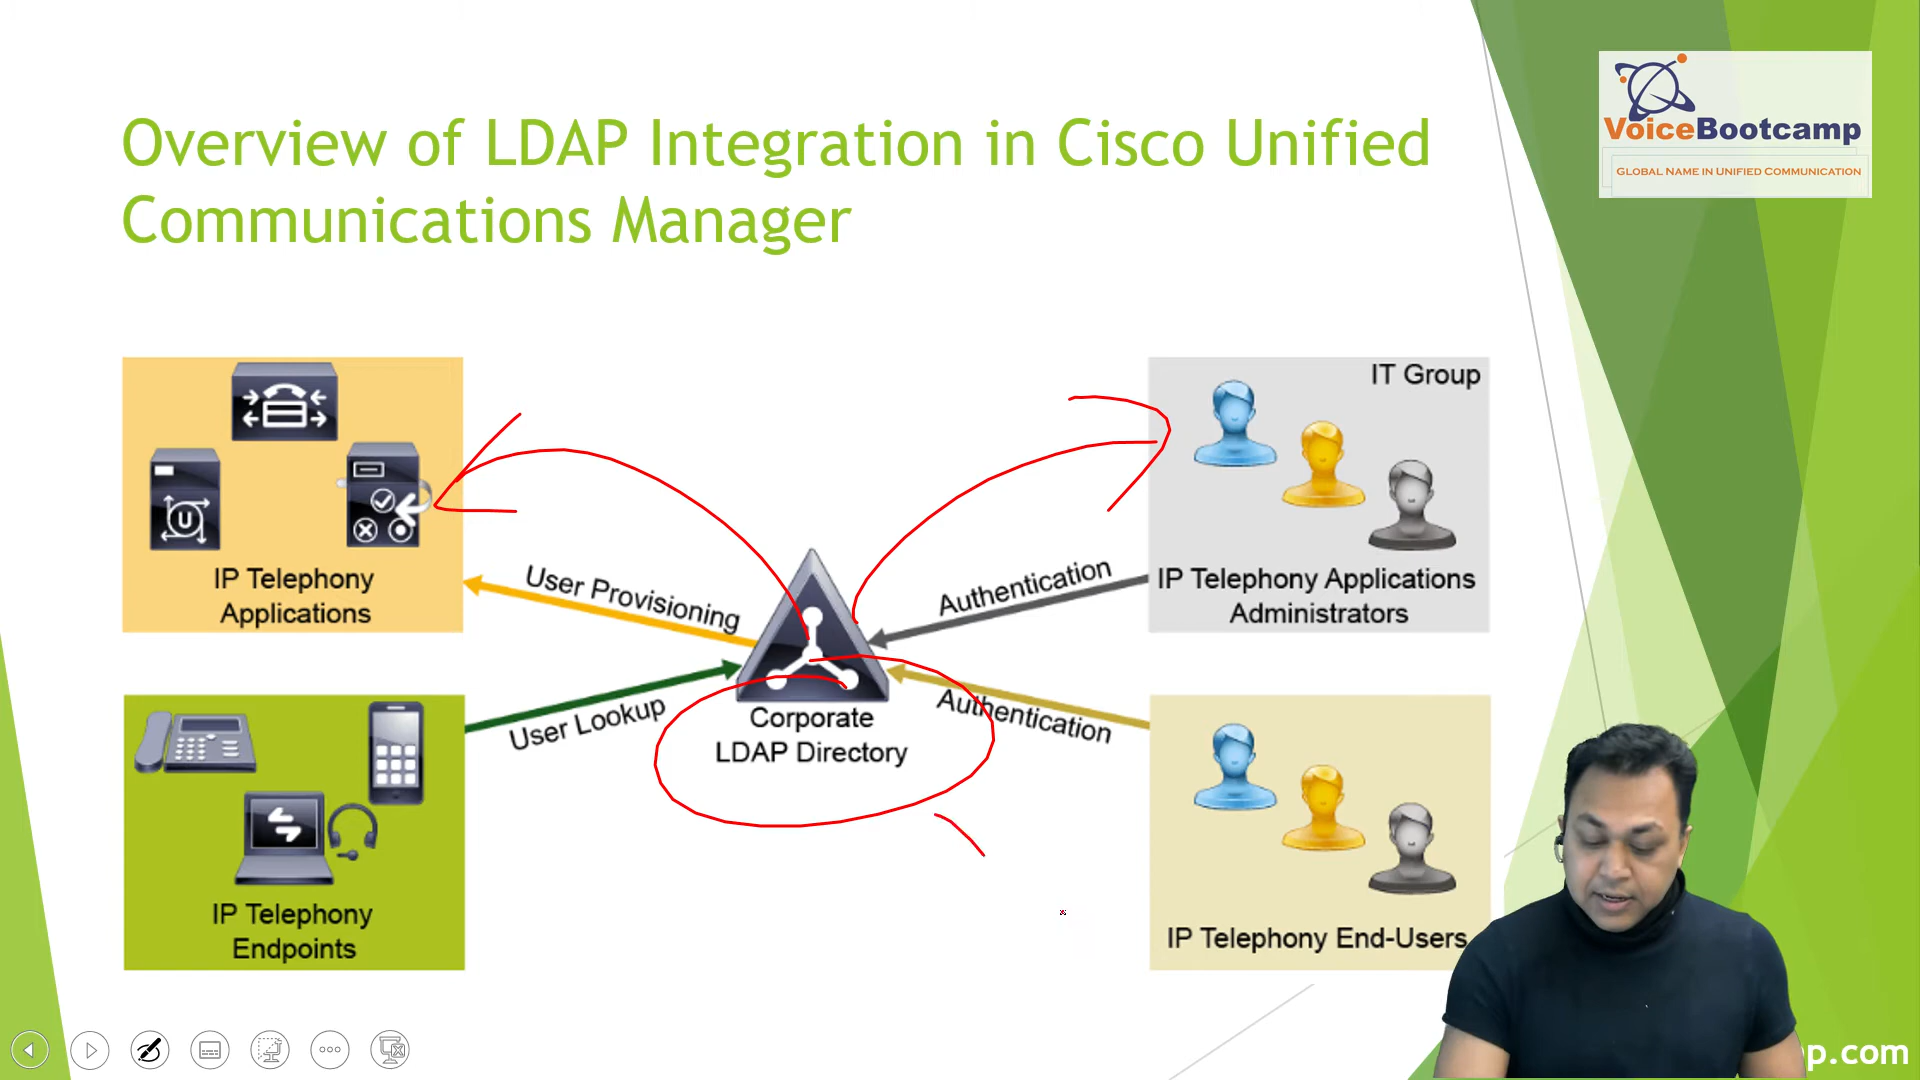 Overview of LDAP Integration in Cisco Unified
Communications Manager
VoiceBootcamp
GLOBAL NAME IN UNIFIED COMMUNICATION
IP Telephony
Applications
U
User Provisioning
User Lookup
IP Telephony
Endpoints
Corporate
LDAP Directory
Authentication
Authentication
IT Group
IP Telephony Applications
Administrators
IP Telephony End-Users
p.com